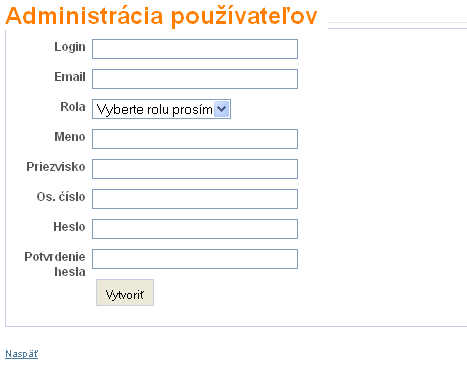 Administrácia používateľov
Login
Email
Rola Vyberte rolu prosím
Meno
Priezvisko
Os. číslo
Heslo
Potvrdenie
hesla
Vytvoriť
Naspäť